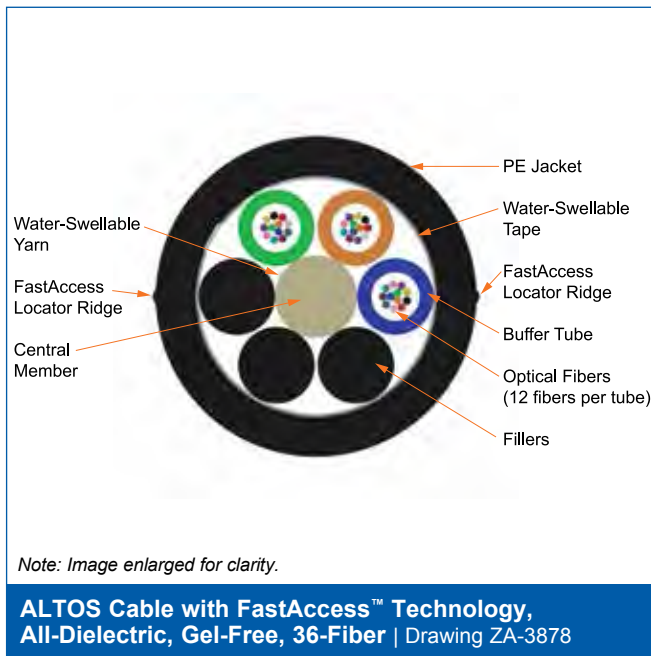 PE Jacket
Water-Swellable
Tape
FastAccess
Locator Ridge
Buffer Tube
Optical Fibers
(12 fibers per tube)
Fillers
Water-Swellable
Yarn
FastAccess
Locator Ridge
Central
Member
Note: Image enlarged for clarity.
ALTOS Cable with FastAccess™ Technology,
All-Dielectric, Gel-Free, 36-Fiber | Drawing ZA-3878